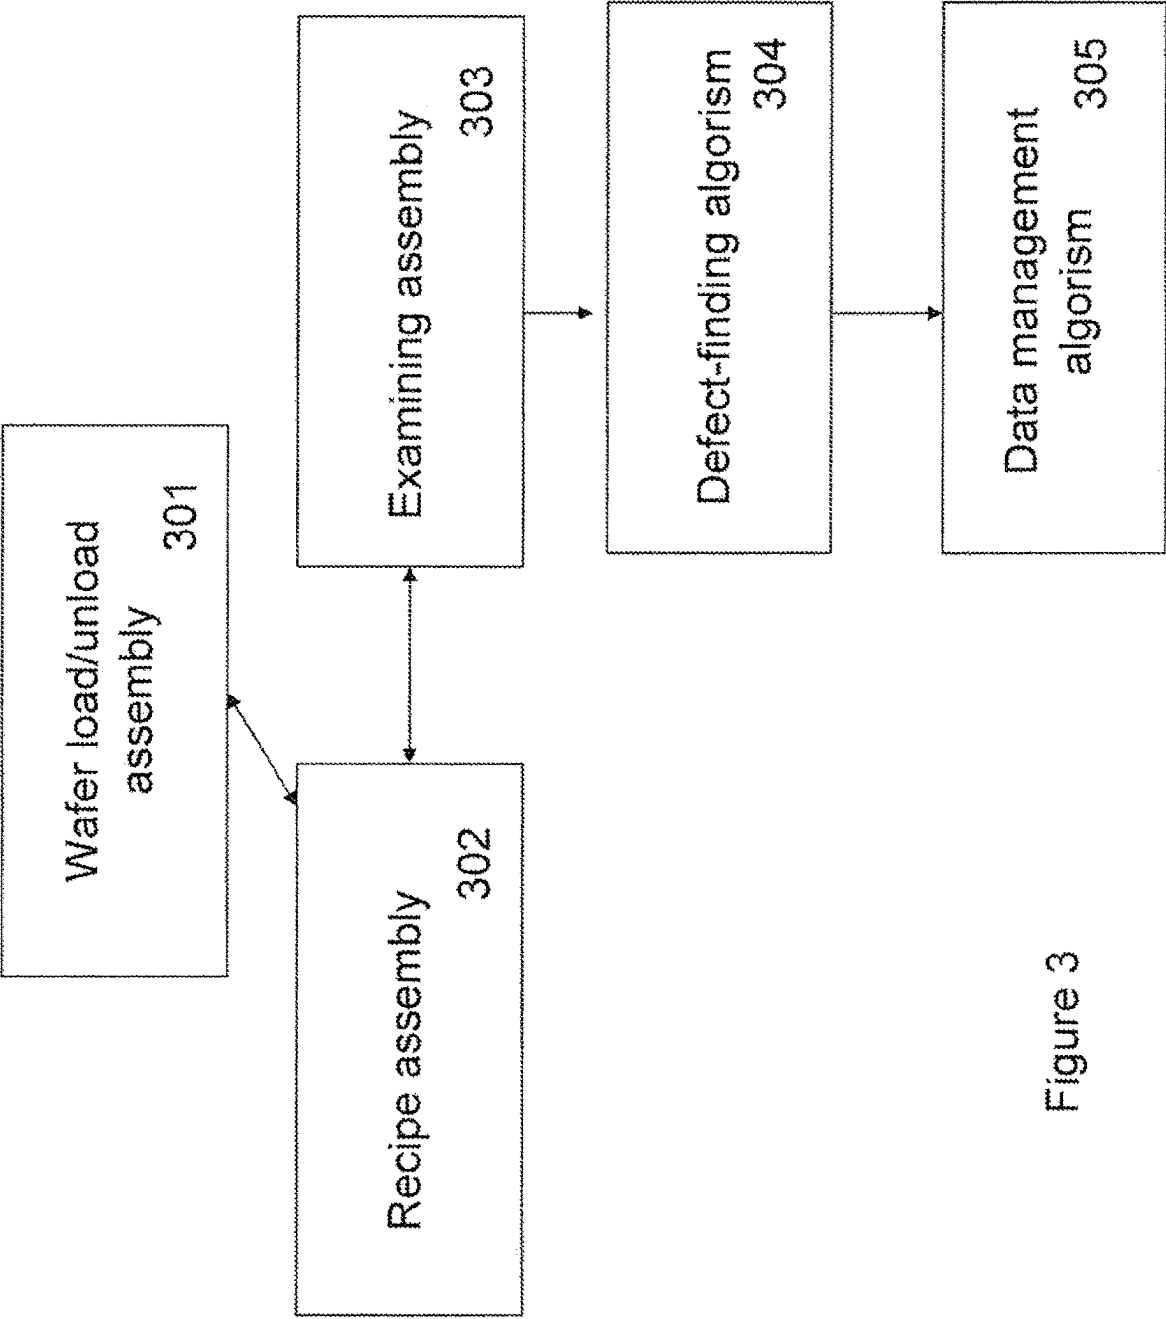 Wafer load/unload
assembly
301
Recipe assembly
302
Examining assembly
303
Defect-finding algorism
304
Data management
algorism
305
Figure 3